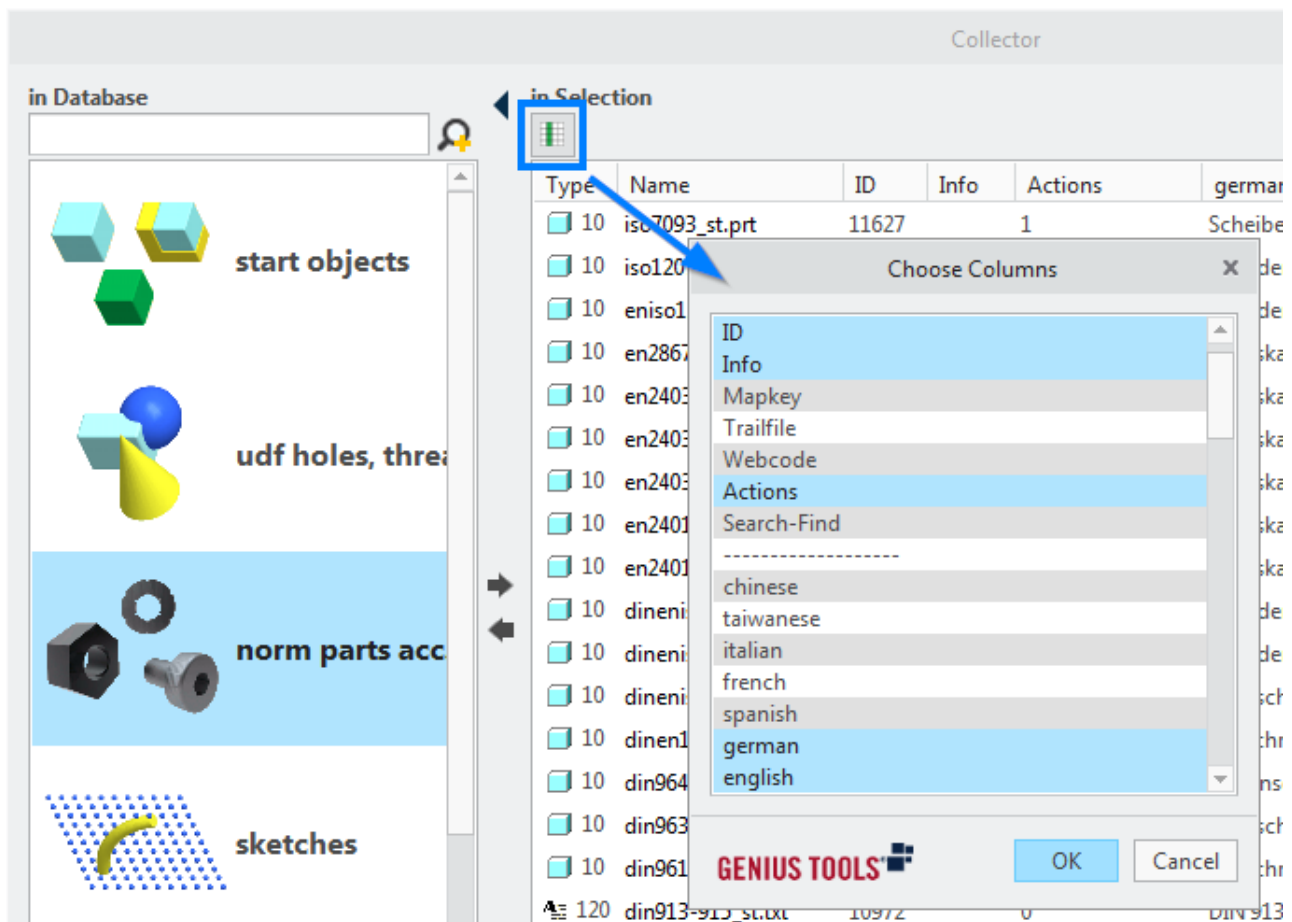 Collector
in Database
in Selection
Type Name ID Info Actions german
10 iso7093_st.prt 11627 1 Scheibe
10 iso120
10 eniso1
10 en2867
10 en2403
10 en2403
10 en2403
10 en2401
10 en2401
10 dineni
10 dineni
10 dinenis
10 dinen1
10 din964
10 din963
10 din961
120 din913-915_st.txt 10972 0 DIN 913
start objects
udf holes, threa
norm parts acc
sketches
Choose Columns
ID
Info
Mapkey
Trailfile
Webcode
Actions
Search-Find
-------------------
chinese
taiwanese
italian
french
spanish
german
english
GENIUS TOOLS
OK
Cancel